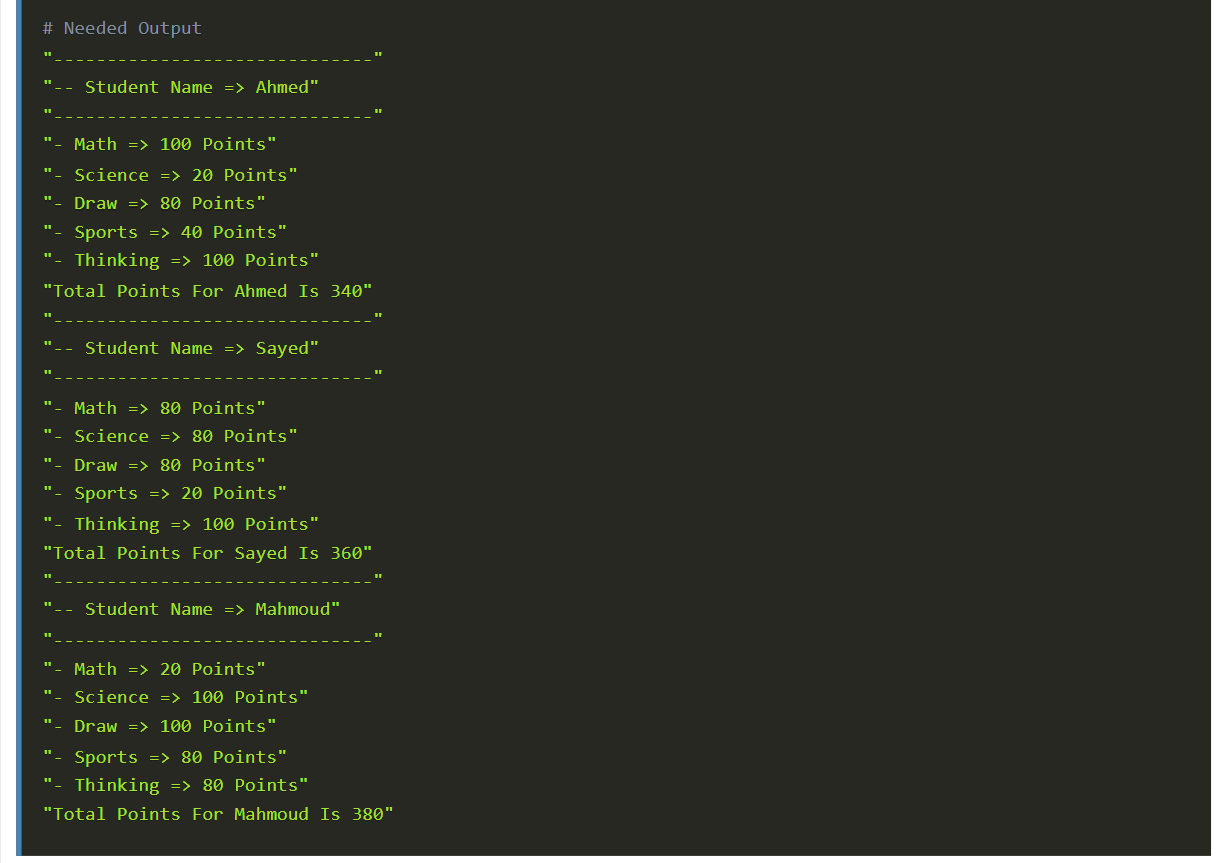 # Needed Output
"------------------------------"
"-- Student Name => Ahmed"
"------------------------------"
"- Math => 100 Points"
"- Science => 20 Points"
"- Draw => 80 Points"
"- Sports => 40 Points"
"- Thinking => 100 Points"
"Total Points For Ahmed Is 340"
"------------------------------"
"-- Student Name => Sayed"
"------------------------------"
"- Math => 80 Points"
"- Science => 80 Points"
"- Draw => 80 Points"
"- Sports => 20 Points"
"- Thinking => 100 Points"
"Total Points For Sayed Is 360"
"------------------------------"
"-- Student Name => Mahmoud"
"------------------------------"
"- Math => 20 Points"
"- Science => 100 Points"
"- Draw => 100 Points"
"- Sports => 80 Points"
"- Thinking => 80 Points"
"Total Points For Mahmoud Is 380"